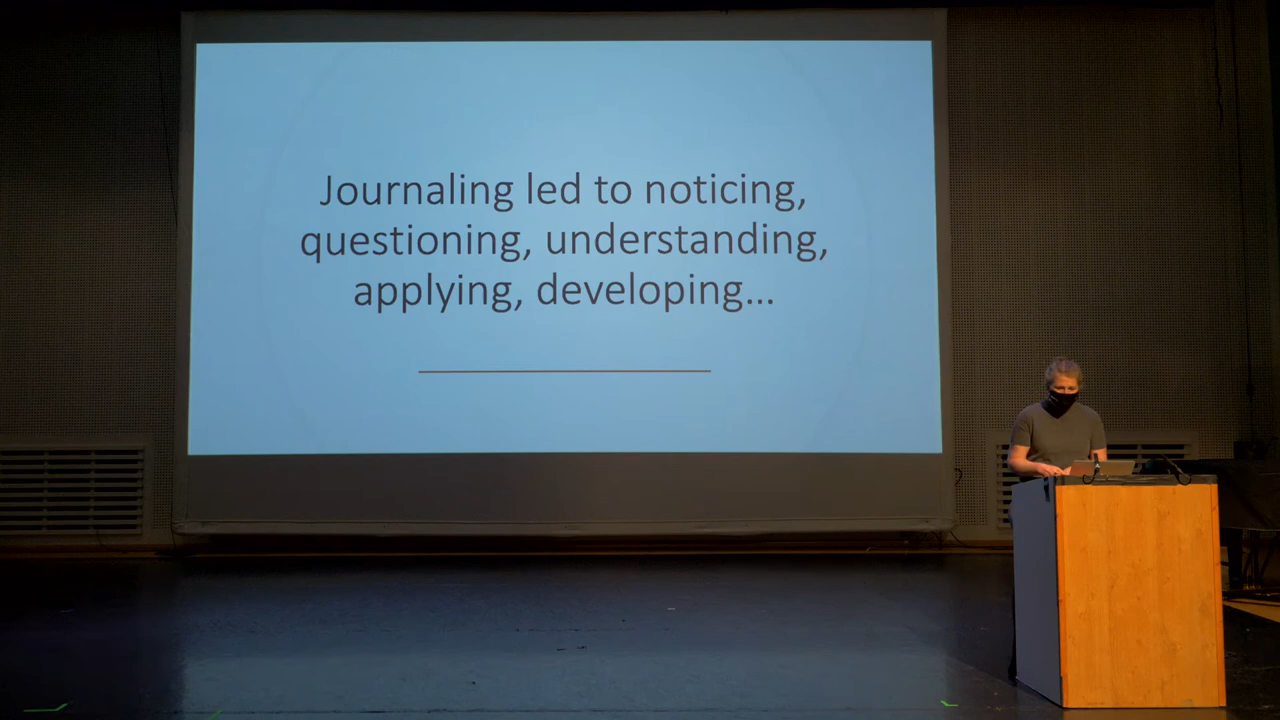 Journaling led to noticing,
questioning, understanding,
applying, developing...